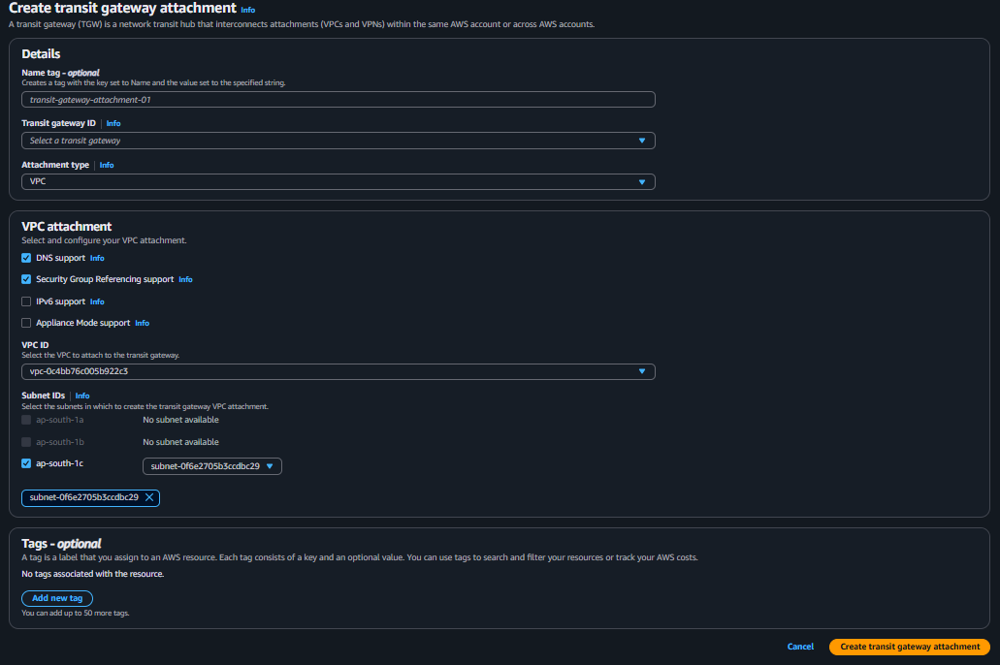 Create transit gateway attachment Info
A transit gateway (TGW) is a network transit hub that interconnects attachments (VPCs and VPNs) within the same AWS account or across AWS accounts.
Details
Name tag - optional
Creates a tag with the key set to Name and the value set to the specified string.
transit-gateway-attachment-01
Transit gateway ID | Info
Select a transit gateway
Attachment type | Info
VPC
VPC attachment
Select and configure your VPC attachment.
DNS support Info
Security Group Referencing support Info
IPv6 support Info
Appliance Mode support Info
VPC ID
Select the VPC to attach to the transit gateway.
vpc-0c4bb76c005b922c3
Subnet IDs | Info
Select the subnets in which to create the transit gateway VPC attachment.
ap-south-1a No subnet available
ap-south-1b No subnet available
ap-south-1c subnet-0f6e2705b3ccdbc29
subnet-0f6e2705b3ccdbc29
Tags - optional
A tag is a label that you assign to an AWS resource. Each tag consists of a key and an optional value. You can use tags to search and filter your resources or track your AWS costs.
No tags associated with the resource.
Add new tag
You can add up to 50 more tags.
Cancel Create transit gateway attachment